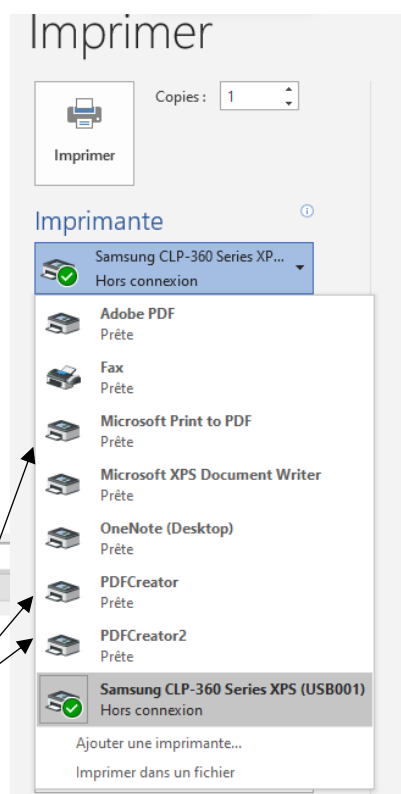 Imprimer
Copies : 1
Imprimer
Imprimante
Samsung CLP-360 Series XP...
Hors connexion
Adobe PDF
Prête
Fax
Prête
Microsoft Print to PDF
Prête
Microsoft XPS Document Writer
Prête
OneNote (Desktop)
Prête
PDFCreator
Prête
PDFCreator2
Prête
Samsung CLP-360 Series XPS (USB001)
Hors connexion
Ajouter une imprimante...
Imprimer dans un fichier